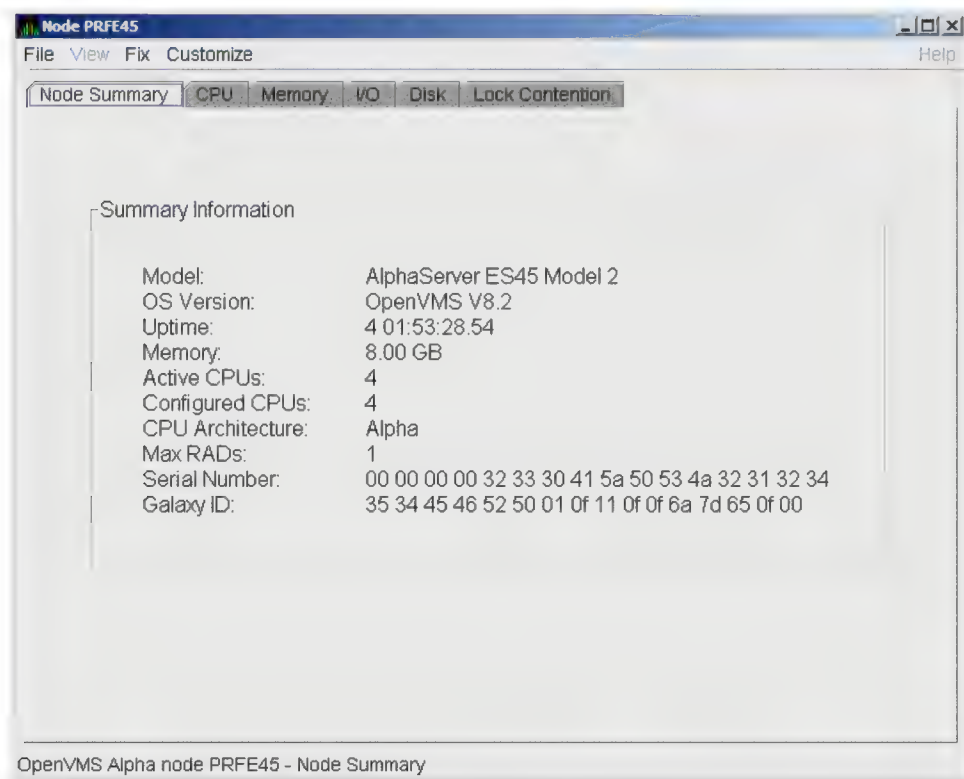 Node PRFE45
File View Fix Customize Help
Node Summary CPU Memory I/O Disk Lock Contention
Summary Information
Model: AlphaServer ES45 Model 2
OS Version: OpenVMS V8.2
Uptime: 4 01:53:28.54
Memory: 8.00 GB
Active CPUs: 4
Configured CPUs: 4
CPU Architecture: Alpha
Max RADs: 1
Serial Number: 00 00 00 00 32 33 30 41 5a 50 53 4a 32 31 32 34
Galaxy ID: 35 34 45 46 52 50 01 0f 11 0f 0f 6a 7d 65 0f 00
OpenVMS Alpha node PRFE45 - Node Summary